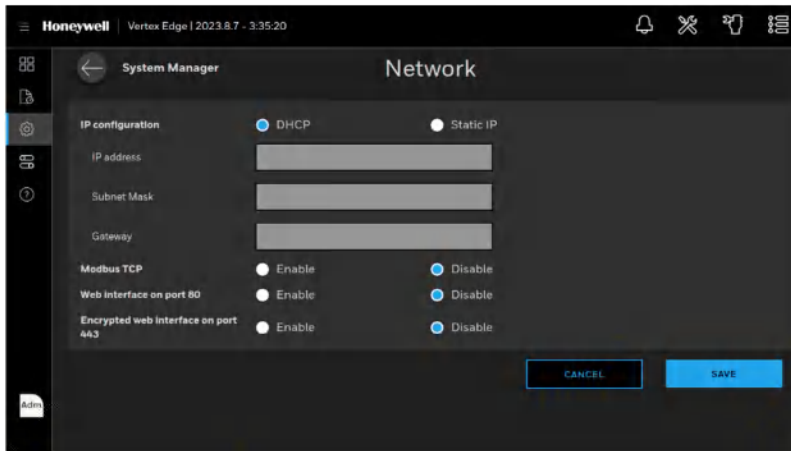 Honeywell Vertex Edge | 2023.8.7 - 3:35:20
System Manager Network
IP configuration DHCP Static IP
IP address
Subnet Mask
Gateway
Modbus TCP Enable Disable
Web interface on port 80 Enable Disable
Encrypted web interface on port
443 Enable Disable
CANCEL SAVE
Adm